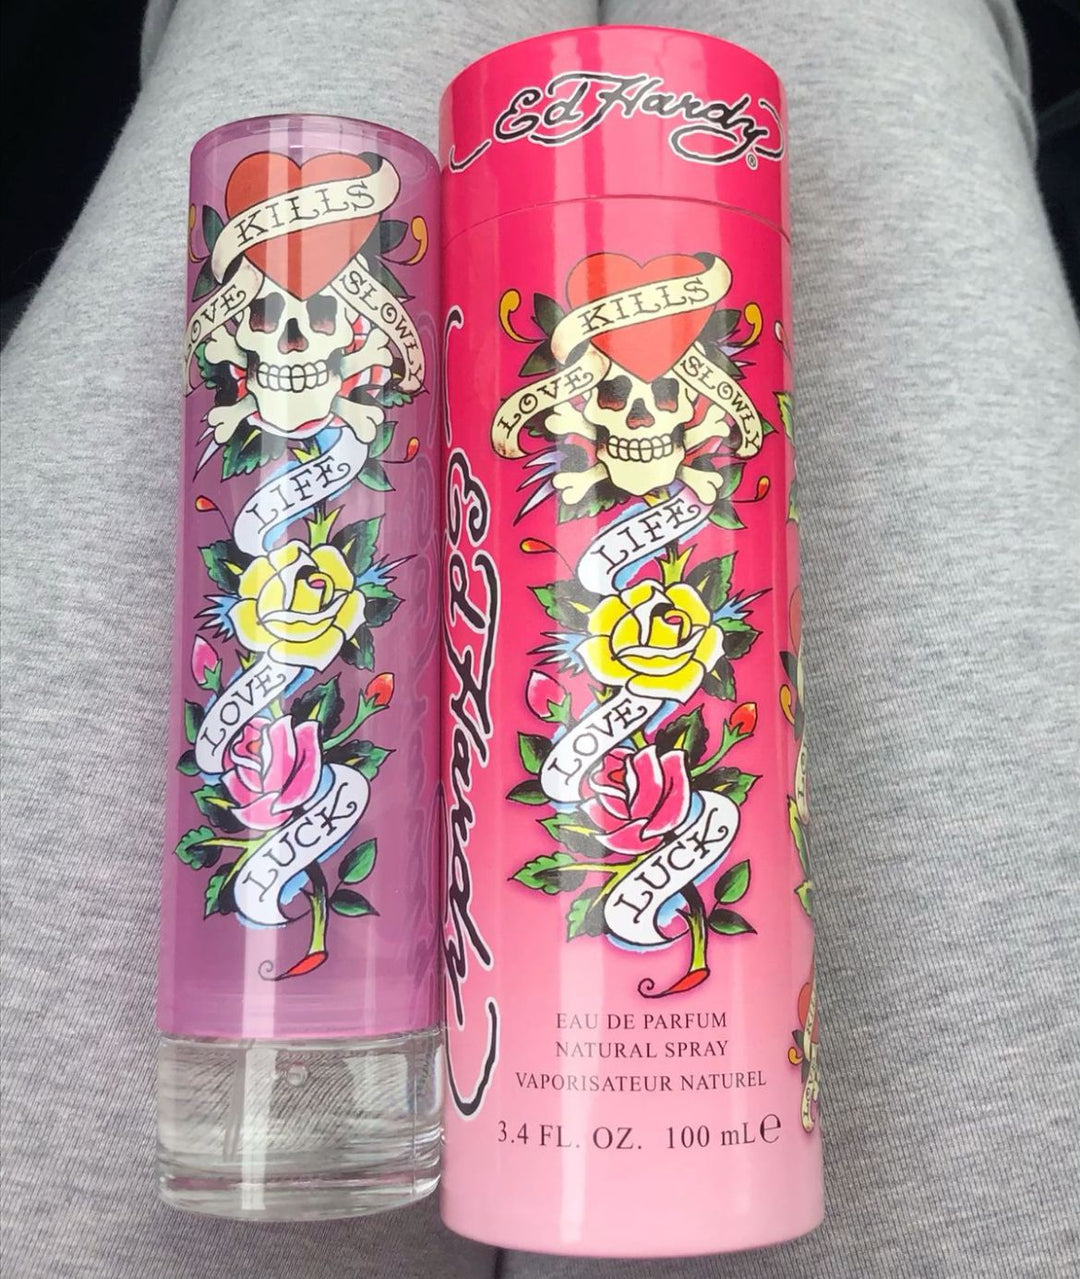 KILLS
LOVE SLOWLY
LIFE
LOVE
LUCK
Ed Hardy®
Ed Hardy
KILLS
LOVE SLOWLY
LIFE
LOVE
LUCK
EAU DE PARFUM
NATURAL SPRAY
VAPORISATEUR NATUREL
3.4 FL. OZ. 100 mL℮